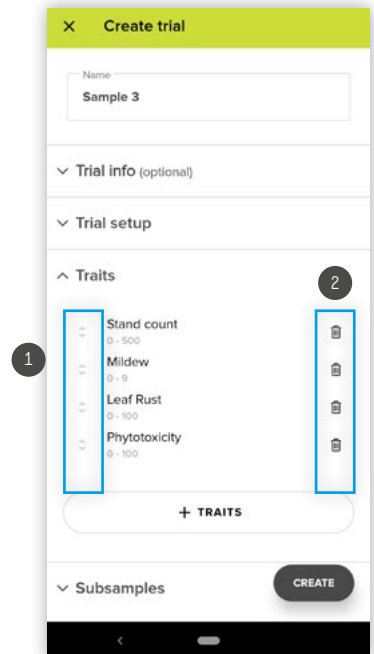 × Create trial
Name
Sample 3
Trial info (optional)
Trial setup
Traits
2
Stand count
0 - 500
1
Mildew
0 - 9
Leaf Rust
0 - 100
Phytotoxicity
0 - 100
+ TRAITS
Subsamples
CREATE